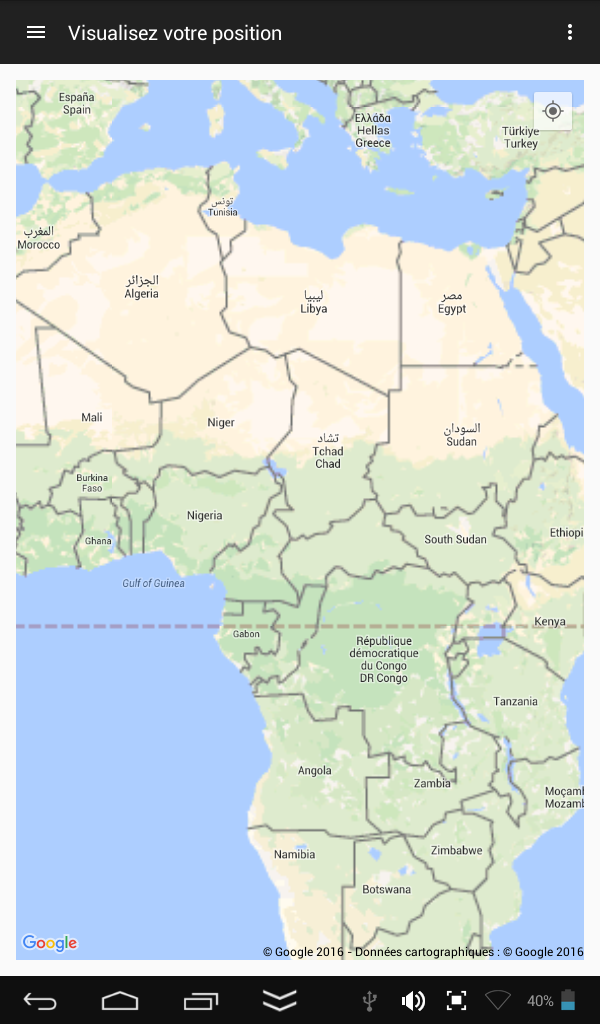 Visualisez votre position
España
Spain
Ελλάδα
Hellas
Greece
Türkiye
Turkey
تونس
Tunisia
المغرب
Morocco
الجزائر
Algeria
ليبيا
Libya
مصر
Egypt
Mali
Niger
تشاد
Tchad
Chad
السودان
Sudan
Burkina
Faso
Nigeria
Ghana
South Sudan
Ethiopi
Gulf of Guinea
Kenya
Gabon
République
démocratique
du Congo
DR Congo
Tanzania
Angola
Zambia
Moçam
Mozamb
Namibia
Zimbabwe
Botswana
Google
© Google 2016 - Données cartographiques : © Google 2016
40%